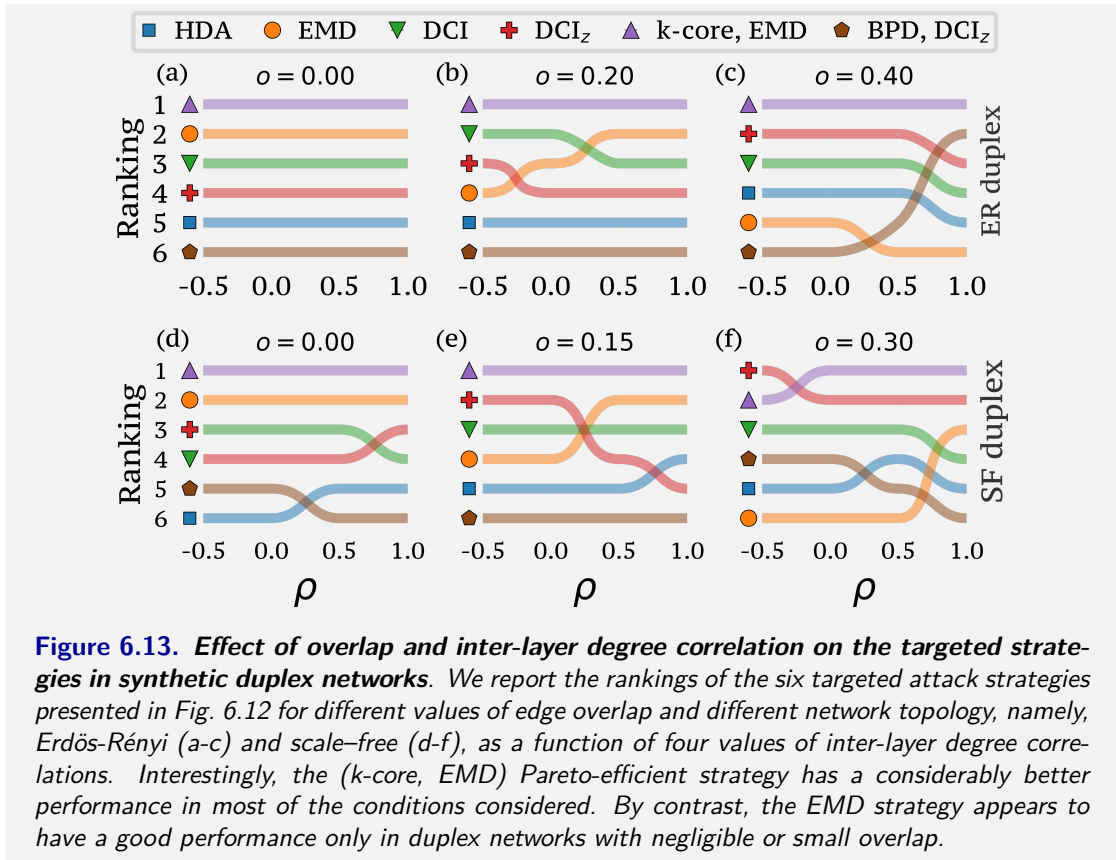 HDA EMD DCI DCIz k-core, EMD BPD, DCIz
(a) o = 0.00 (b) o = 0.20 (c) o = 0.40
Ranking
1
2
3
4
5
6
ER duplex
-0.5 0.0 0.5 1.0 -0.5 0.0 0.5 1.0 -0.5 0.0 0.5 1.0
(d) o = 0.00 (e) o = 0.15 (f) o = 0.30
Ranking
1
2
3
4
5
6
SF duplex
-0.5 0.0 0.5 1.0 -0.5 0.0 0.5 1.0 -0.5 0.0 0.5 1.0
ρ ρ ρ
Figure 6.13. Effect of overlap and inter-layer degree correlation on the targeted strate-
gies in synthetic duplex networks. We report the rankings of the six targeted attack strategies
presented in Fig. 6.12 for different values of edge overlap and different network topology, namely,
Erdös-Rényi (a-c) and scale–free (d-f), as a function of four values of inter-layer degree corre-
lations. Interestingly, the (k-core, EMD) Pareto-efficient strategy has a considerably better
performance in most of the conditions considered. By contrast, the EMD strategy appears to
have a good performance only in duplex networks with negligible or small overlap.